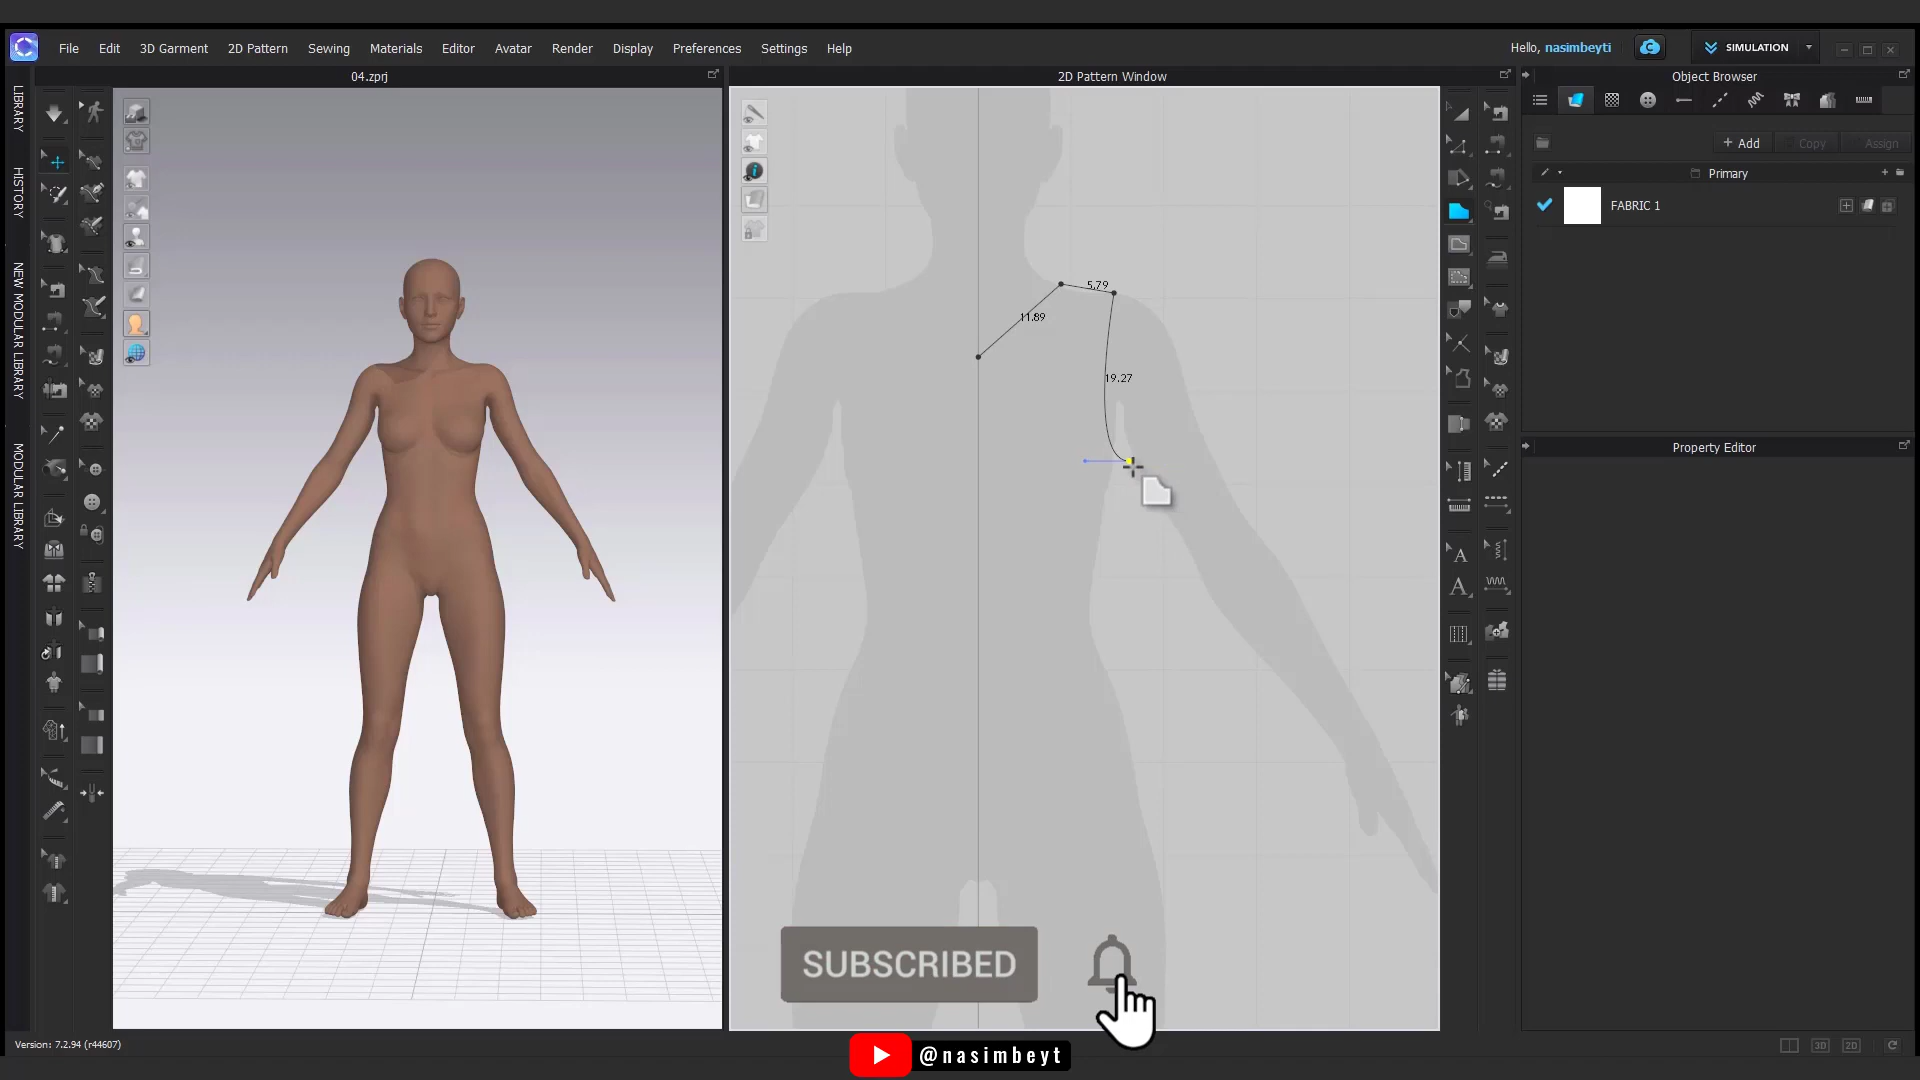 File Edit 3D Garment 2D Pattern Sewing Materials Editor Avatar Render Display Preferences Settings Help
Hello, nasimbeyti
SIMULATION
04.zprj
2D Pattern Window
Object Browser
LIBRARY
HISTORY
NEW MODULAR LIBRARY
MODULAR LIBRARY
+ Add
Copy
Assign
Primary
FABRIC 1
5.79
11.89
19.27
Property Editor
A
A
SUBSCRIBED
Version: 7.2.94 (r44607)
@nasimbeyt
3D
2D